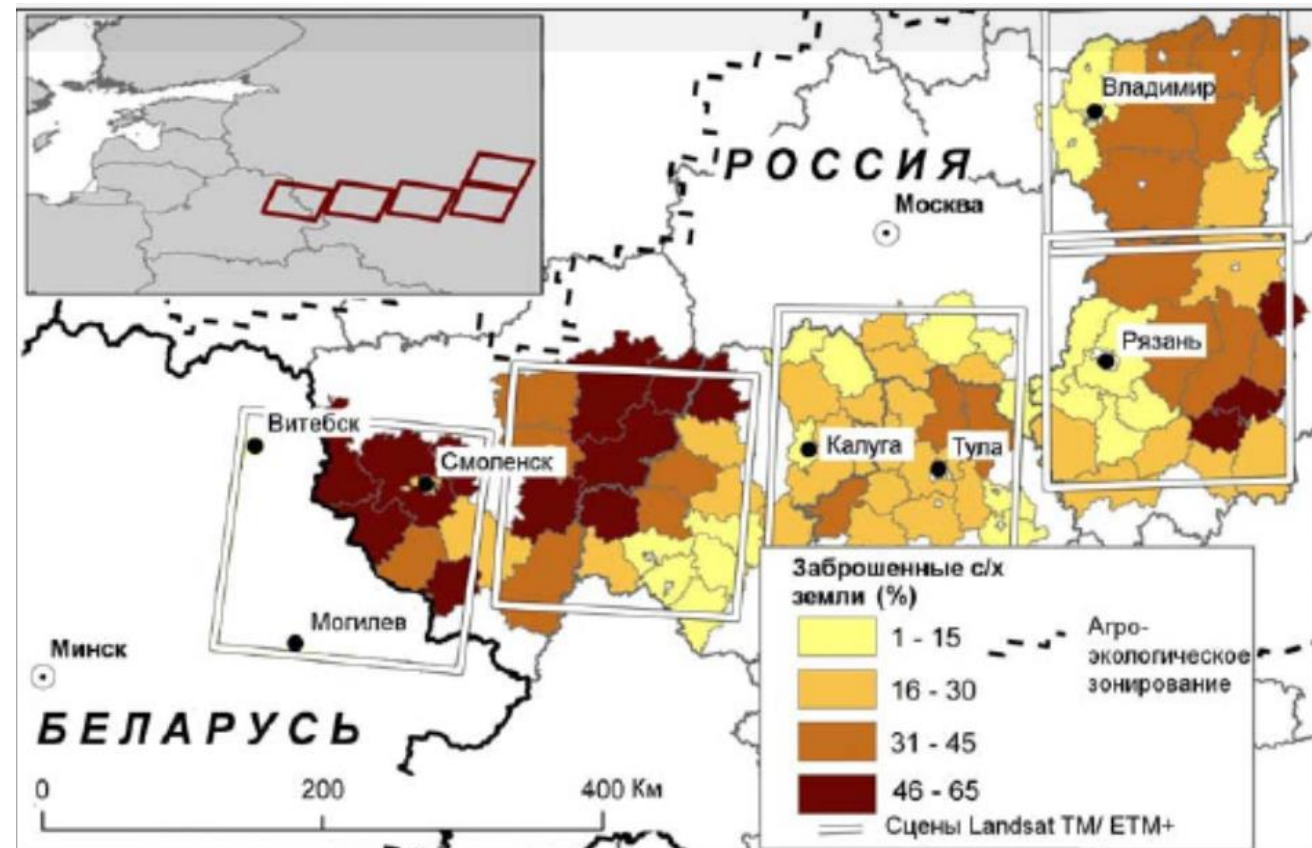 Владимир
РОССИЯ
Москва
Рязань
Витебск
Смоленск
Калуга
Тула
Могилев
Минск
БЕЛАРУСЬ
0 200 400 Км
Заброшенные с/х
земли (%)
1 - 15
16 - 30
31 - 45
46 - 65
Агро-
экологическое
зонирование
Сцены Landsat TM/ ETM+